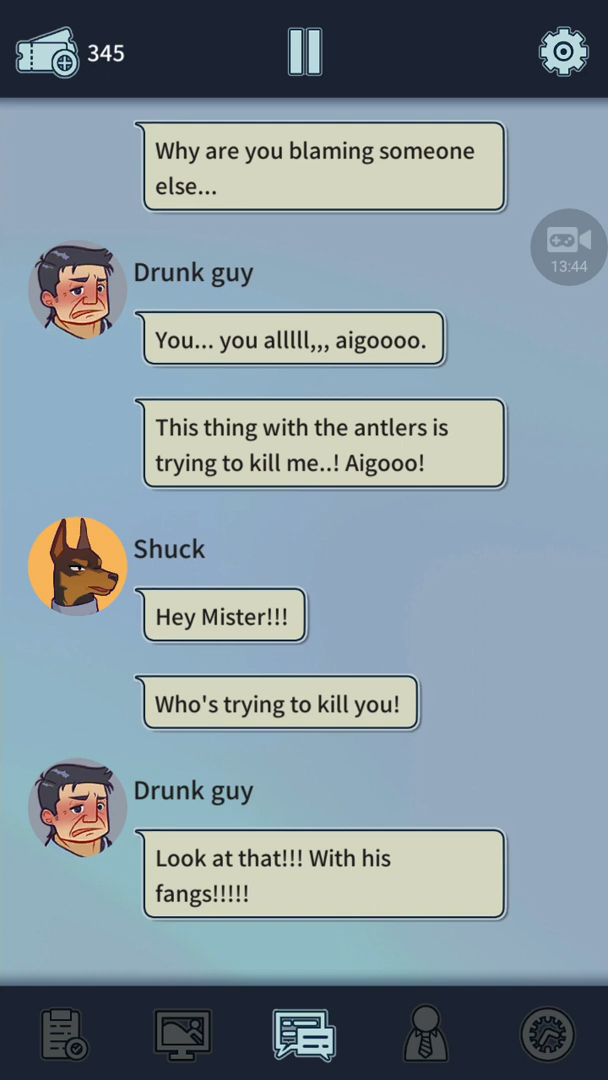 345
Why are you blaming someone
else...
13:44
Drunk guy
You... you alllll,,, aigoooo.
This thing with the antlers is
trying to kill me..! Aigooo!
Shuck
Hey Mister!!!
Who's trying to kill you!
Drunk guy
Look at that!!! With his
fangs!!!!!